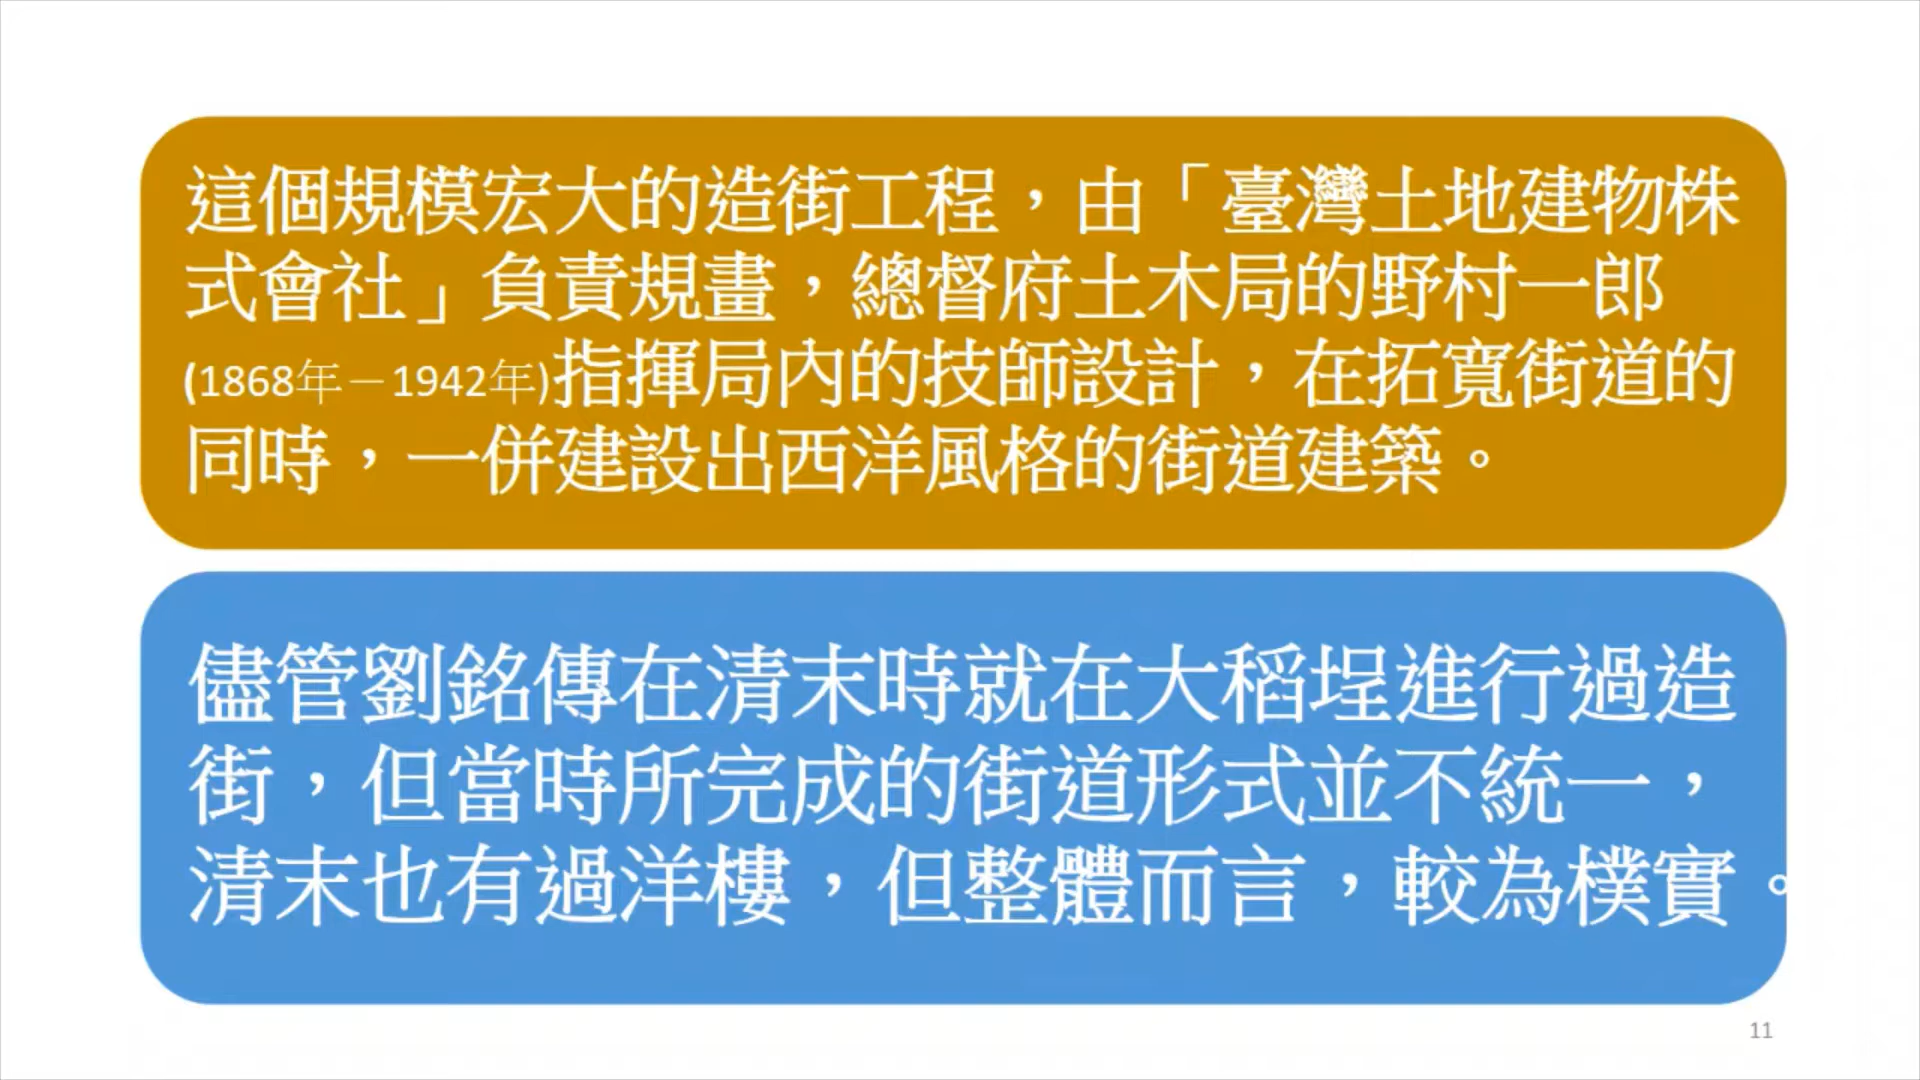 這個規模宏大的造街工程，由「臺灣土地建物株
式會社」負責規畫，總督府土木局的野村一郎
(1868年－1942年)指揮局內的技師設計，在拓寬街道的
同時，一併建設出西洋風格的街道建築。
儘管劉銘傳在清末時就在大稻埕進行過造
街，但當時所完成的街道形式並不統一，
清末也有過洋樓，但整體而言，較為樸實。
11